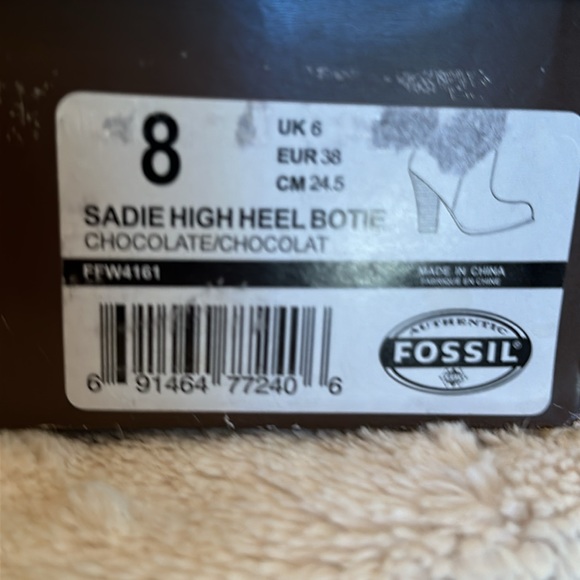 8
UK 6
EUR 38
CM 24.5
SADIE HIGH HEEL BOTIE
CHOCOLATE/CHOCOLAT
FFW4161
MADE IN CHINA
FABRIQUE EN CHINE
6 91464 77240 6
AUTHENTIC
FOSSIL